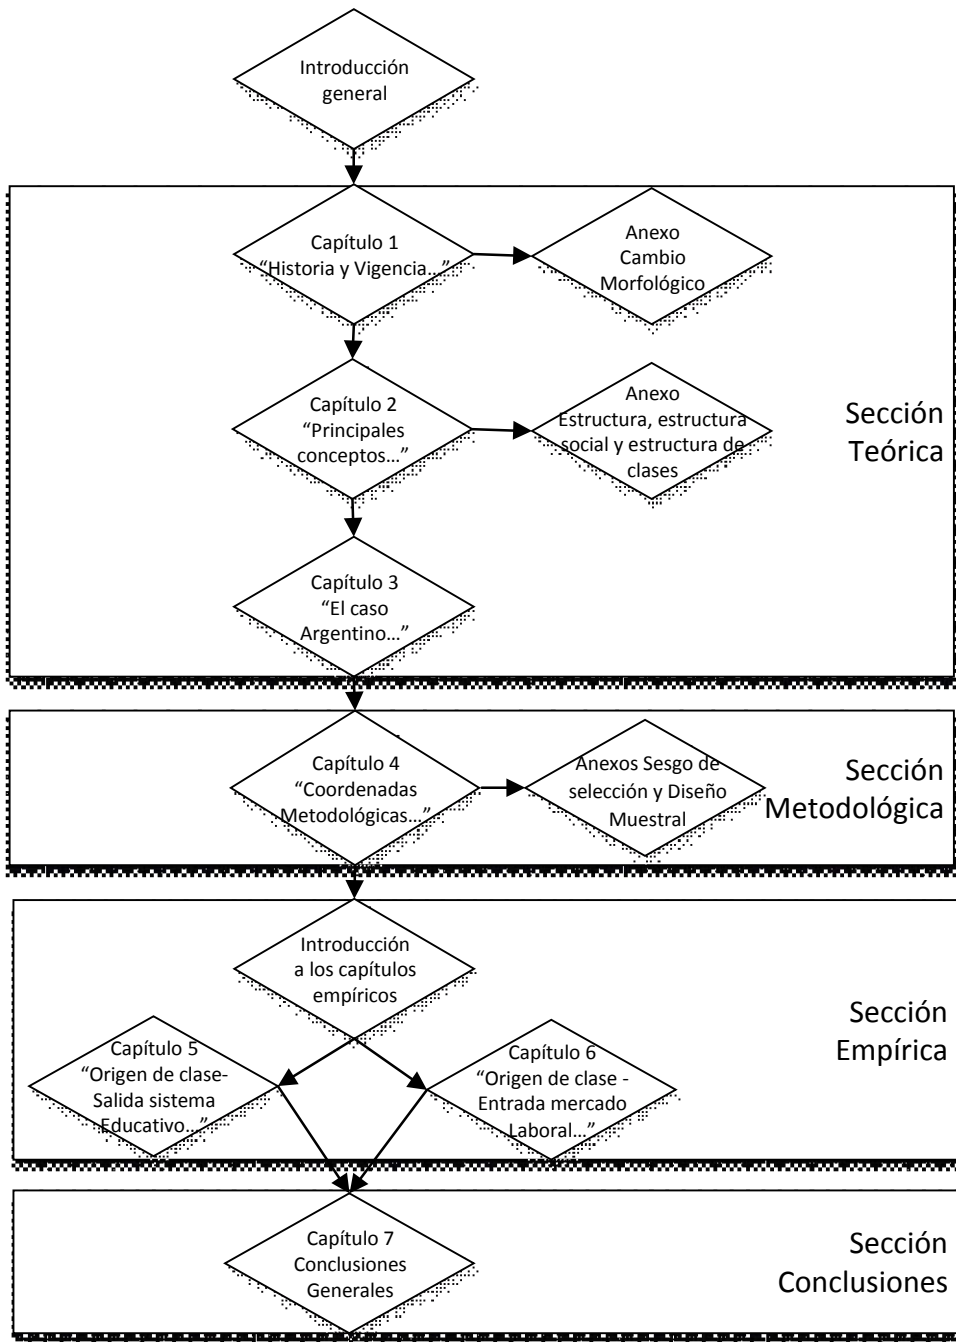 Introducción
general
Capítulo 1
“Historia y Vigencia...”
Anexo
Cambio
Morfológico
Capítulo 2
“Principales
conceptos...”
Anexo
Estructura, estructura
social y estructura de
clases
Sección
Teórica
Capítulo 3
“El caso
Argentino...”
Capítulo 4
“Coordenadas
Metodológicas...”
Anexos Sesgo de
selección y Diseño
Muestral
Sección
Metodológica
Introducción
a los capítulos
empíricos
Sección
Empírica
Capítulo 5
“Origen de clase-
Salida sistema
Educativo...”
Capítulo 6
“Origen de clase -
Entrada mercado
Laboral...”
Capítulo 7
Conclusiones
Generales
Sección
Conclusiones